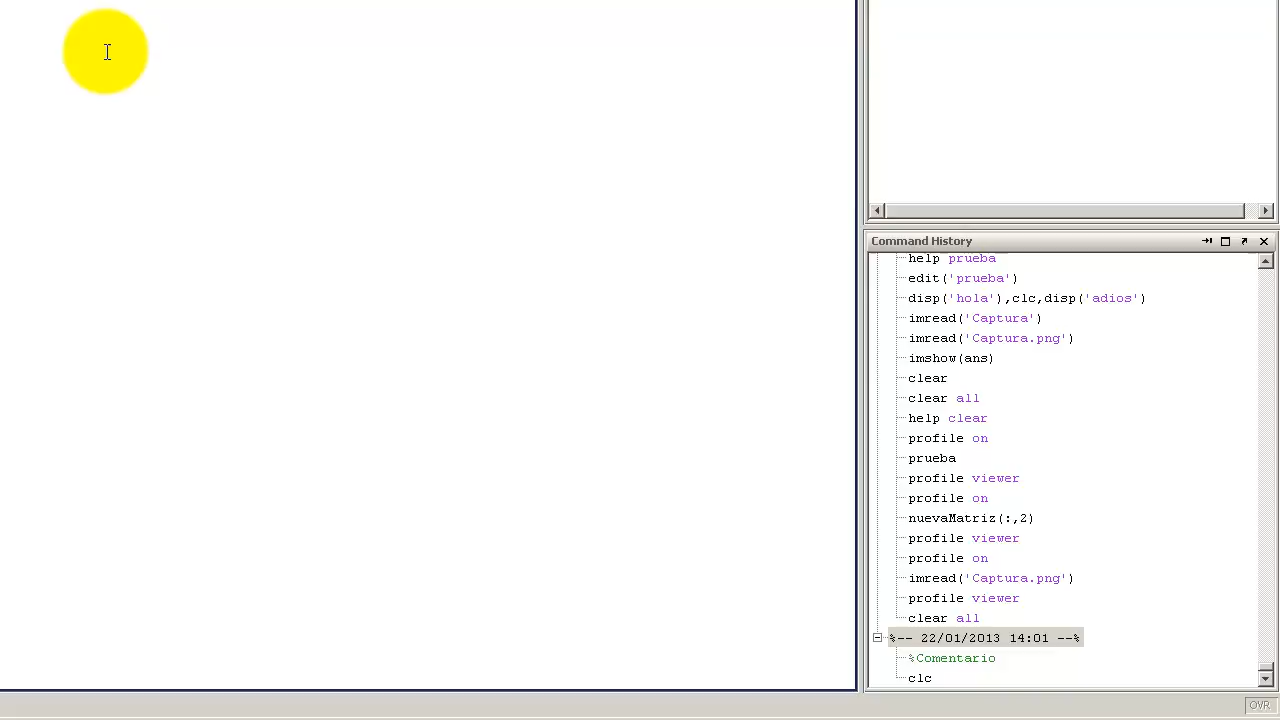 Command History
help prueba
edit('prueba')
disp('hola'),clc,disp('adios')
imread('Captura')
imread('Captura.png')
imshow(ans)
clear
clear all
help clear
profile on
prueba
profile viewer
profile on
nuevaMatriz(:,2)
profile viewer
profile on
imread('Captura.png')
profile viewer
clear all
%-- 22/01/2013 14:01 --%
%Comentario
clc
OVR